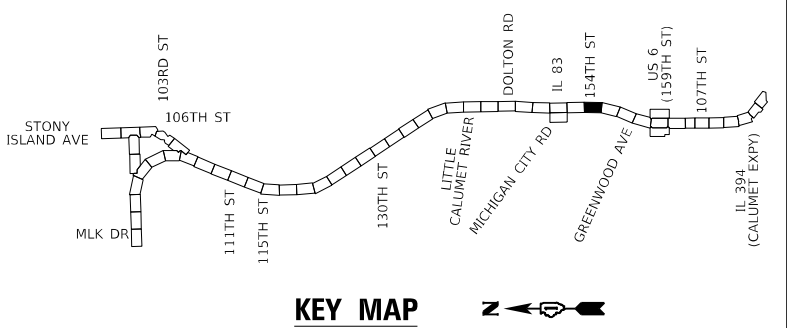 STONY
ISLAND AVE
103RD ST
106TH ST
MLK DR
111TH ST
115TH ST
130TH ST
LITTLE
CALUMET RIVER
DOLTON RD
MICHIGAN CITY RD
IL 83
154TH ST
GREENWOOD AVE
US 6
(159TH ST)
107TH ST
IL 394
(CALUMET EXPY)
KEY MAP
N